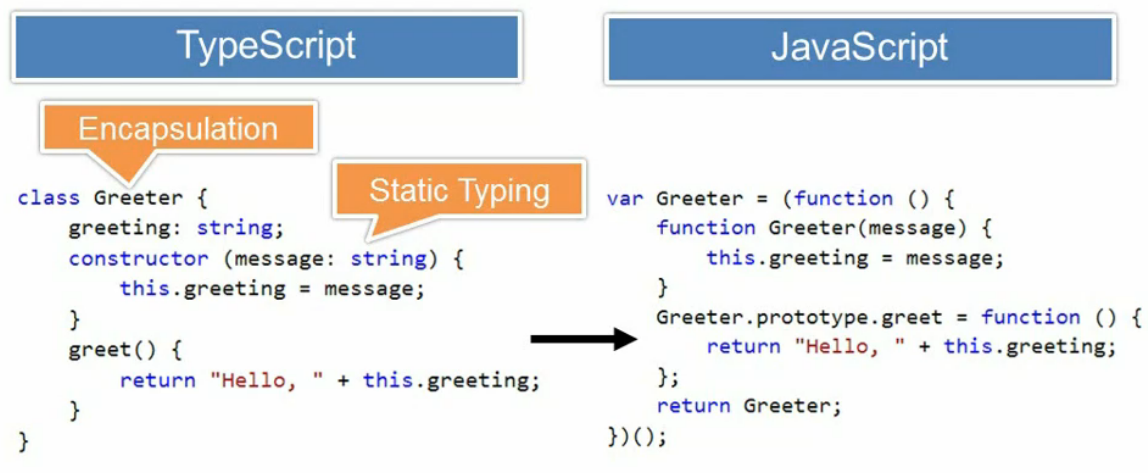 TypeScript
Encapsulation
Static Typing
class Greeter {
    greeting: string;
    constructor (message: string) {
        this.greeting = message;
    }
    greet() {
        return "Hello, " + this.greeting;
    }
}
JavaScript
var Greeter = (function () {
    function Greeter(message) {
        this.greeting = message;
    }
    Greeter.prototype.greet = function () {
        return "Hello, " + this.greeting;
    };
    return Greeter;
})();